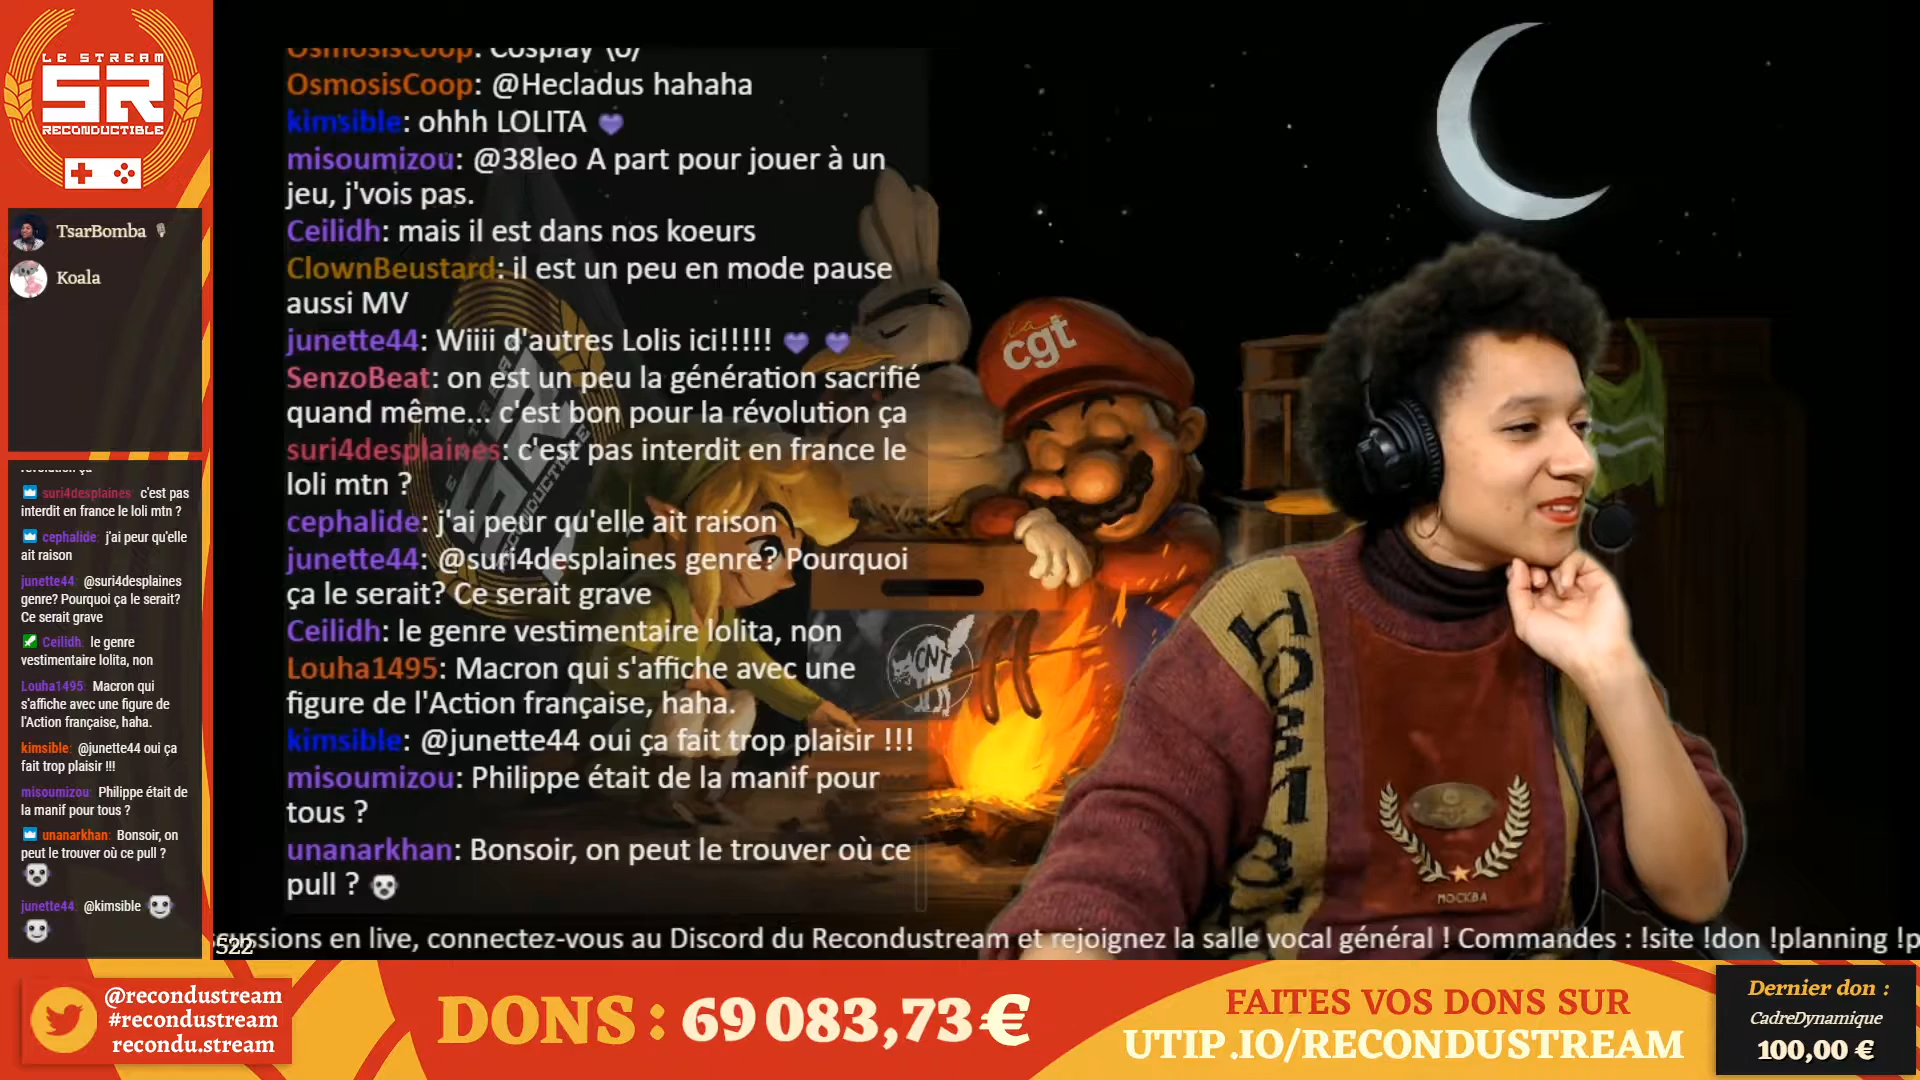 LE STREAM
SR
RECONDUCTIBLE
TsarBomba
Koala
OsmosisCoop: Cosplay \o/
OsmosisCoop: @Hecladus hahaha
kimsible: ohhh LOLITA
misoumizou: @38leo A part pour jouer à un
jeu, j'vois pas.
Ceilidh: mais il est dans nos koeurs
ClownBeustard: il est un peu en mode pause
aussi MV
junette44: Wiiii d'autres Lolis ici!!!!!
SenzoBeat: on est un peu la génération sacrifié
quand même... c'est bon pour la révolution ça
suri4desplaines: c'est pas interdit en france le
loli mtn ?
cephalide: j'ai peur qu'elle ait raison
junette44: @suri4desplaines genre? Pourquoi
ça le serait? Ce serait grave
Ceilidh: le genre vestimentaire lolita, non
Louha1495: Macron qui s'affiche avec une
figure de l'Action française, haha.
kimsible: @junette44 oui ça fait trop plaisir !!!
misoumizou: Philippe était de la manif pour
tous ?
unanarkhan: Bonsoir, on peut le trouver où ce
pull ?
révolution ça
suri4desplaines: c'est pas
interdit en france le loli mtn ?
cephalide: j'ai peur qu'elle
ait raison
junette44: @suri4desplaines
genre? Pourquoi ça le serait?
Ce serait grave
Ceilidh: le genre
vestimentaire lolita, non
Louha1495: Macron qui
s'affiche avec une figure de
l'Action française, haha.
kimsible: @junette44 oui ça
fait trop plaisir !!!
misoumizou: Philippe était de
la manif pour tous ?
unanarkhan: Bonsoir, on
peut le trouver où ce pull ?
junette44: @kimsible
la
cgt
CNT
SR
МОСКВА
522
cussions en live, connectez-vous au Discord du Recondustream et rejoignez la salle vocal général ! Commandes : !site !don !planning !p
@recondustream
#recondustream
recondu.stream
DONS : 69 083,73 €
FAITES VOS DONS SUR
UTIP.IO/RECONDUSTREAM
Dernier don :
CadreDynamique
100,00 €